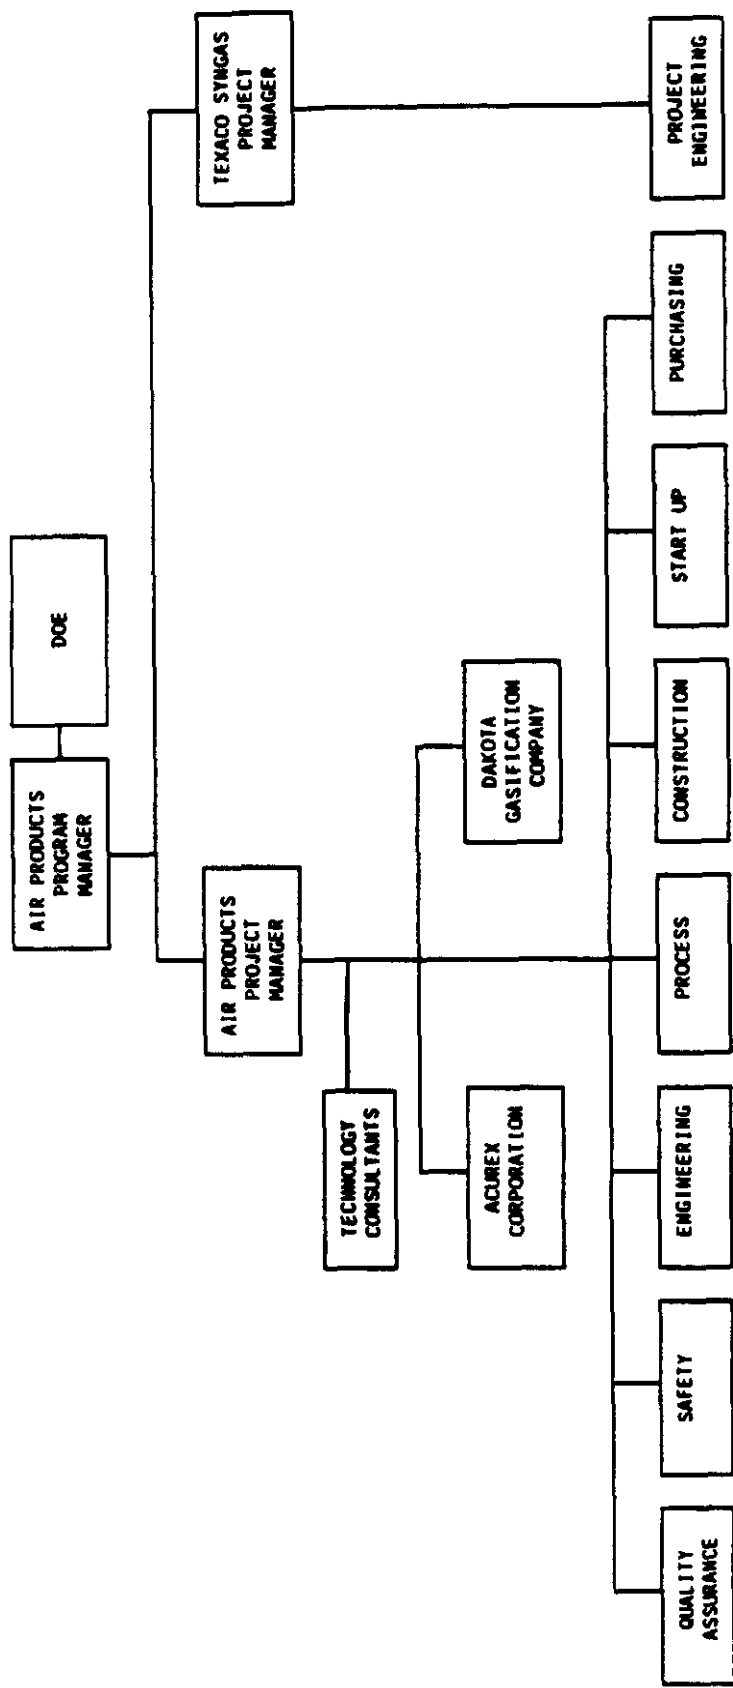 AIR PRODUCTS
PROGRAM
MANAGER
DOE
AIR PRODUCTS
PROJECT
MANAGER
TEXACO SYNGAS
PROJECT
MANAGER
TECHNOLOGY
CONSULTANTS
ACUREX
CORPORATION
DAKOTA
GASIFICATION
COMPANY
QUALITY
ASSURANCE
SAFETY
ENGINEERING
PROCESS
CONSTRUCTION
START UP
PURCHASING
PROJECT
ENGINEERING